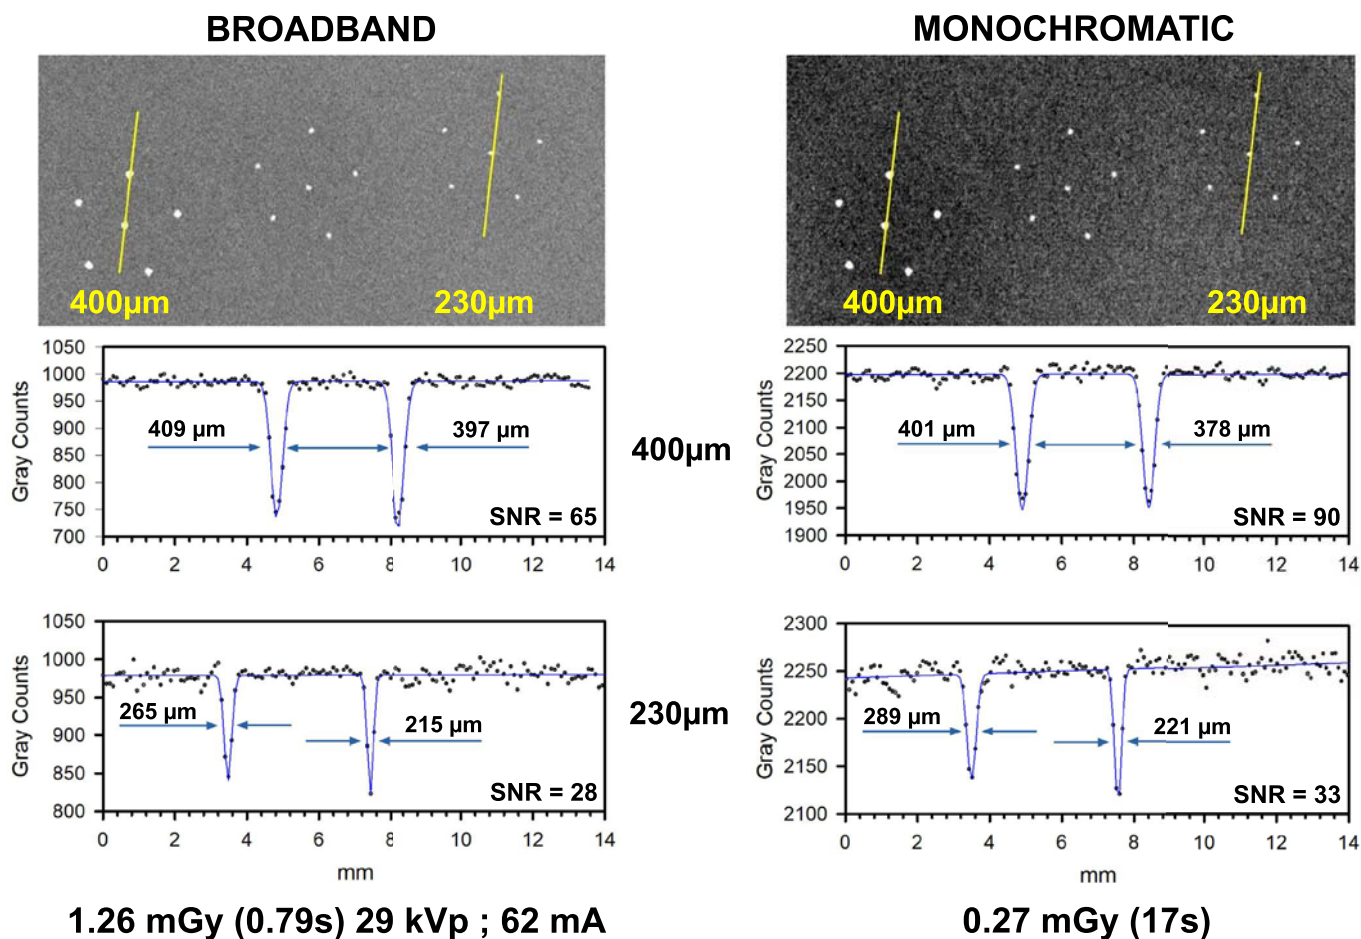 BROADBAND
MONOCHROMATIC
400µm
230µm
400µm
230µm
1050
1000
950
900
850
800
750
700
Gray Counts
409 µm
397 µm
SNR = 65
0 2 4 6 8 10 12 14
400µm
2250
2200
2150
2100
2050
2000
1950
1900
Gray Counts
401 µm
378 µm
SNR = 90
0 2 4 6 8 10 12 14
1050
1000
950
900
850
800
Gray Counts
265 µm
215 µm
SNR = 28
0 2 4 6 8 10 12 14
mm
230µm
2300
2250
2200
2150
2100
Gray Counts
289 µm
221 µm
SNR = 33
0 2 4 6 8 10 12 14
mm
1.26 mGy (0.79s) 29 kVp ; 62 mA
0.27 mGy (17s)